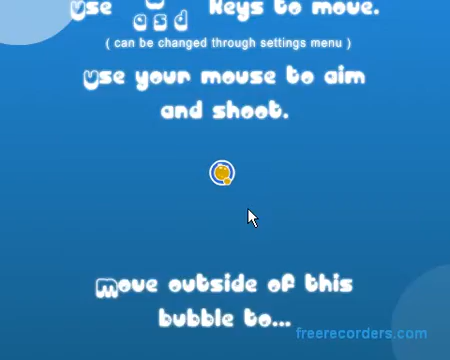 use keys to move.
a s d
( can be changed through settings menu )
use your mouse to aim
and shoot.
move outside of this
bubble to...
freerecorders.com